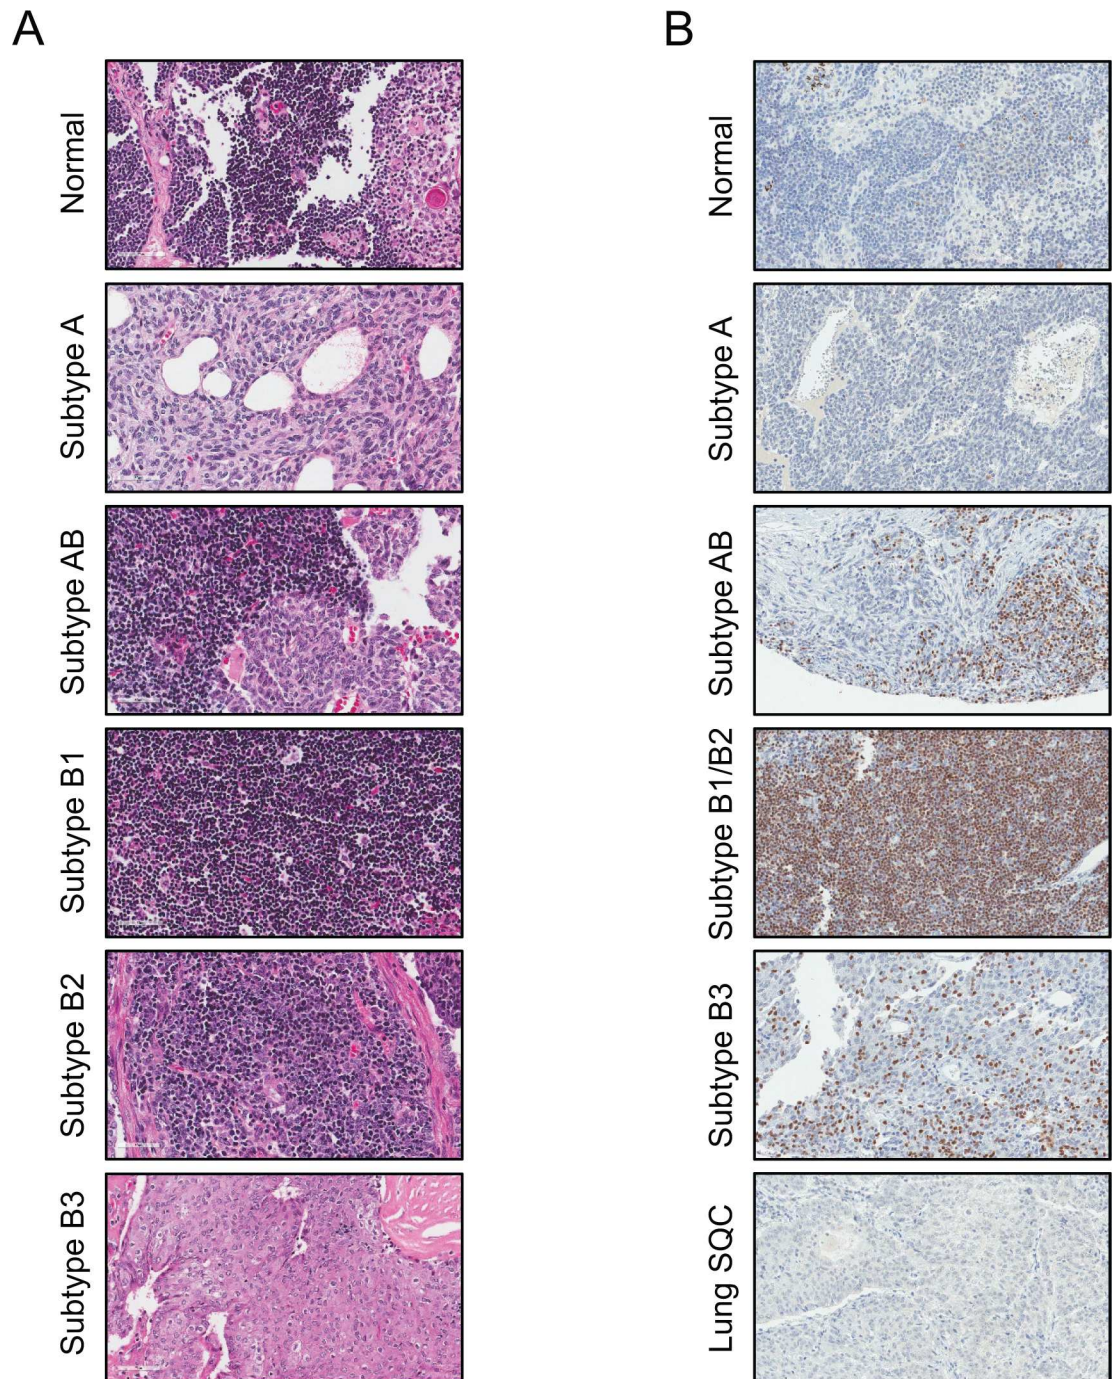 A
B
Normal
Normal
Subtype A
Subtype A
Subtype AB
Subtype AB
Subtype B1
Subtype B1/B2
Subtype B2
Subtype B3
Subtype B3
Lung SQC